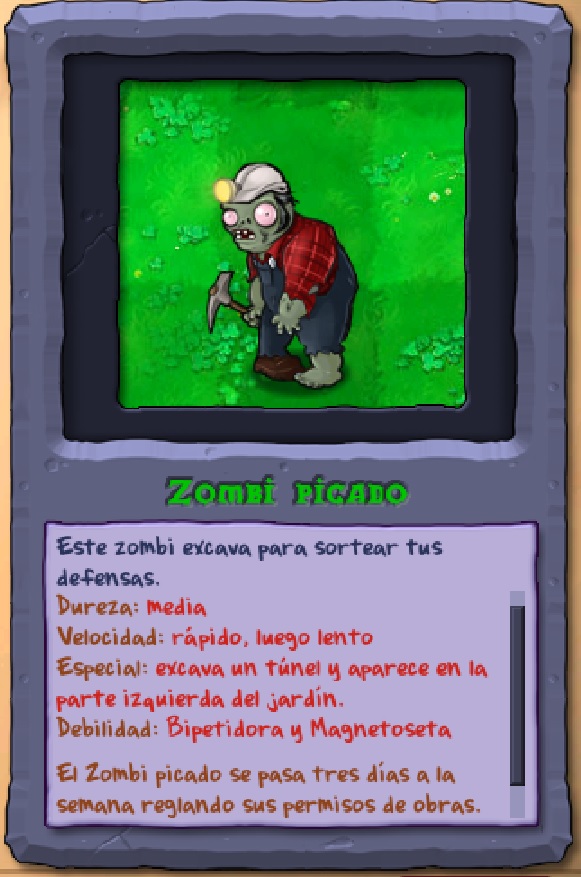 Zombi picado
Este zombi excava para sortear tus
defensas.
Dureza: media
Velocidad: rápido, luego lento
Especial: excava un túnel y aparece en la
parte izquierda del jardín.
Debilidad: Bipetidora y Magnetoseta
El Zombi picado se pasa tres días a la
semana reglando sus permisos de obras.